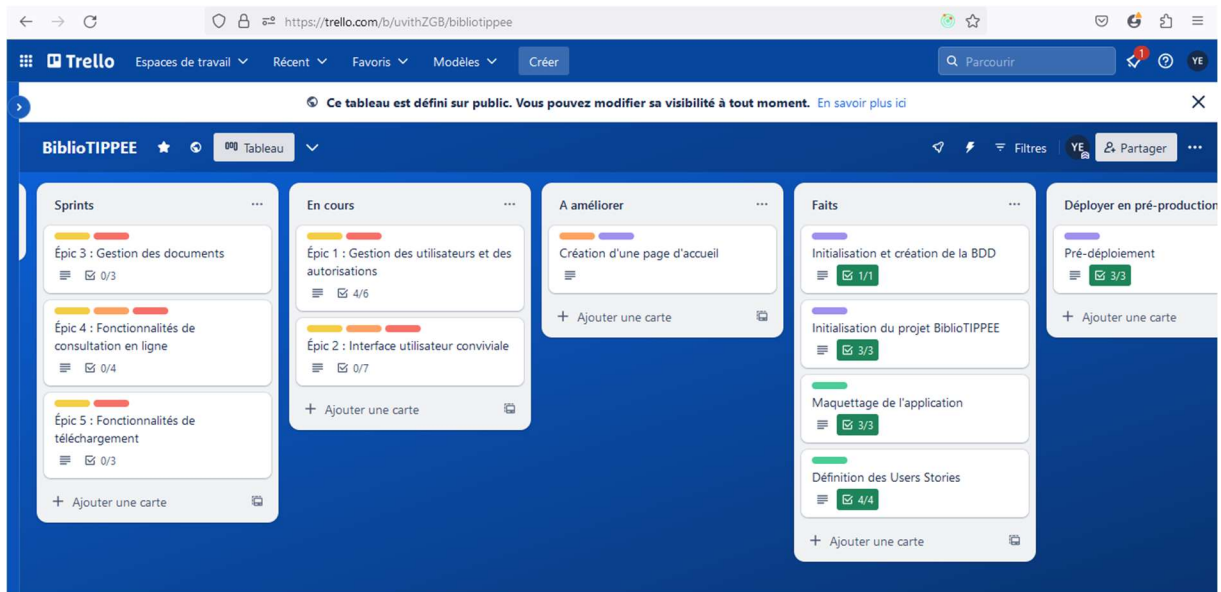 https://trello.com/b/uvithZGB/bibliotippee
Trello Espaces de travail Récent Favoris Modèles Créer Parcourir 1 YE
Ce tableau est défini sur public. Vous pouvez modifier sa visibilité à tout moment. En savoir plus ici
BiblioTIPPEE Tableau Filtres YE Partager
Sprints
Épic 3 : Gestion des documents
0/3
Épic 4 : Fonctionnalités de
consultation en ligne
0/4
Épic 5 : Fonctionnalités de
téléchargement
0/3
+ Ajouter une carte
En cours
Épic 1 : Gestion des utilisateurs et des
autorisations
4/6
Épic 2 : Interface utilisateur conviviale
0/7
+ Ajouter une carte
A améliorer
Création d'une page d'accueil
+ Ajouter une carte
Faits
Initialisation et création de la BDD
1/1
Initialisation du projet BiblioTIPPEE
3/3
Maquettage de l'application
3/3
Définition des Users Stories
4/4
+ Ajouter une carte
Déployer en pré-production
Pré-déploiement
3/3
+ Ajouter une carte